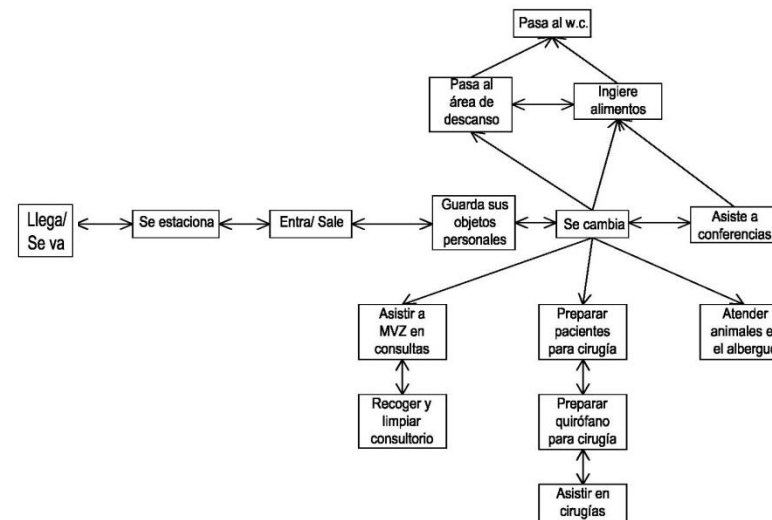 Pasa al w.c.
Pasa al
área de
descanso
Ingiere
alimentos
Llega/
Se va
Se estaciona
Entra/ Sale
Guarda sus
objetos
personales
Se cambia
Asiste a
conferencias
Asistir a
MVZ en
consultas
Preparar
pacientes
para cirugía
Atender
animales e
el albergu
Recoger y
limpiar
consultorio
Preparar
quirófano
para cirugía
Asistir en
cirugías